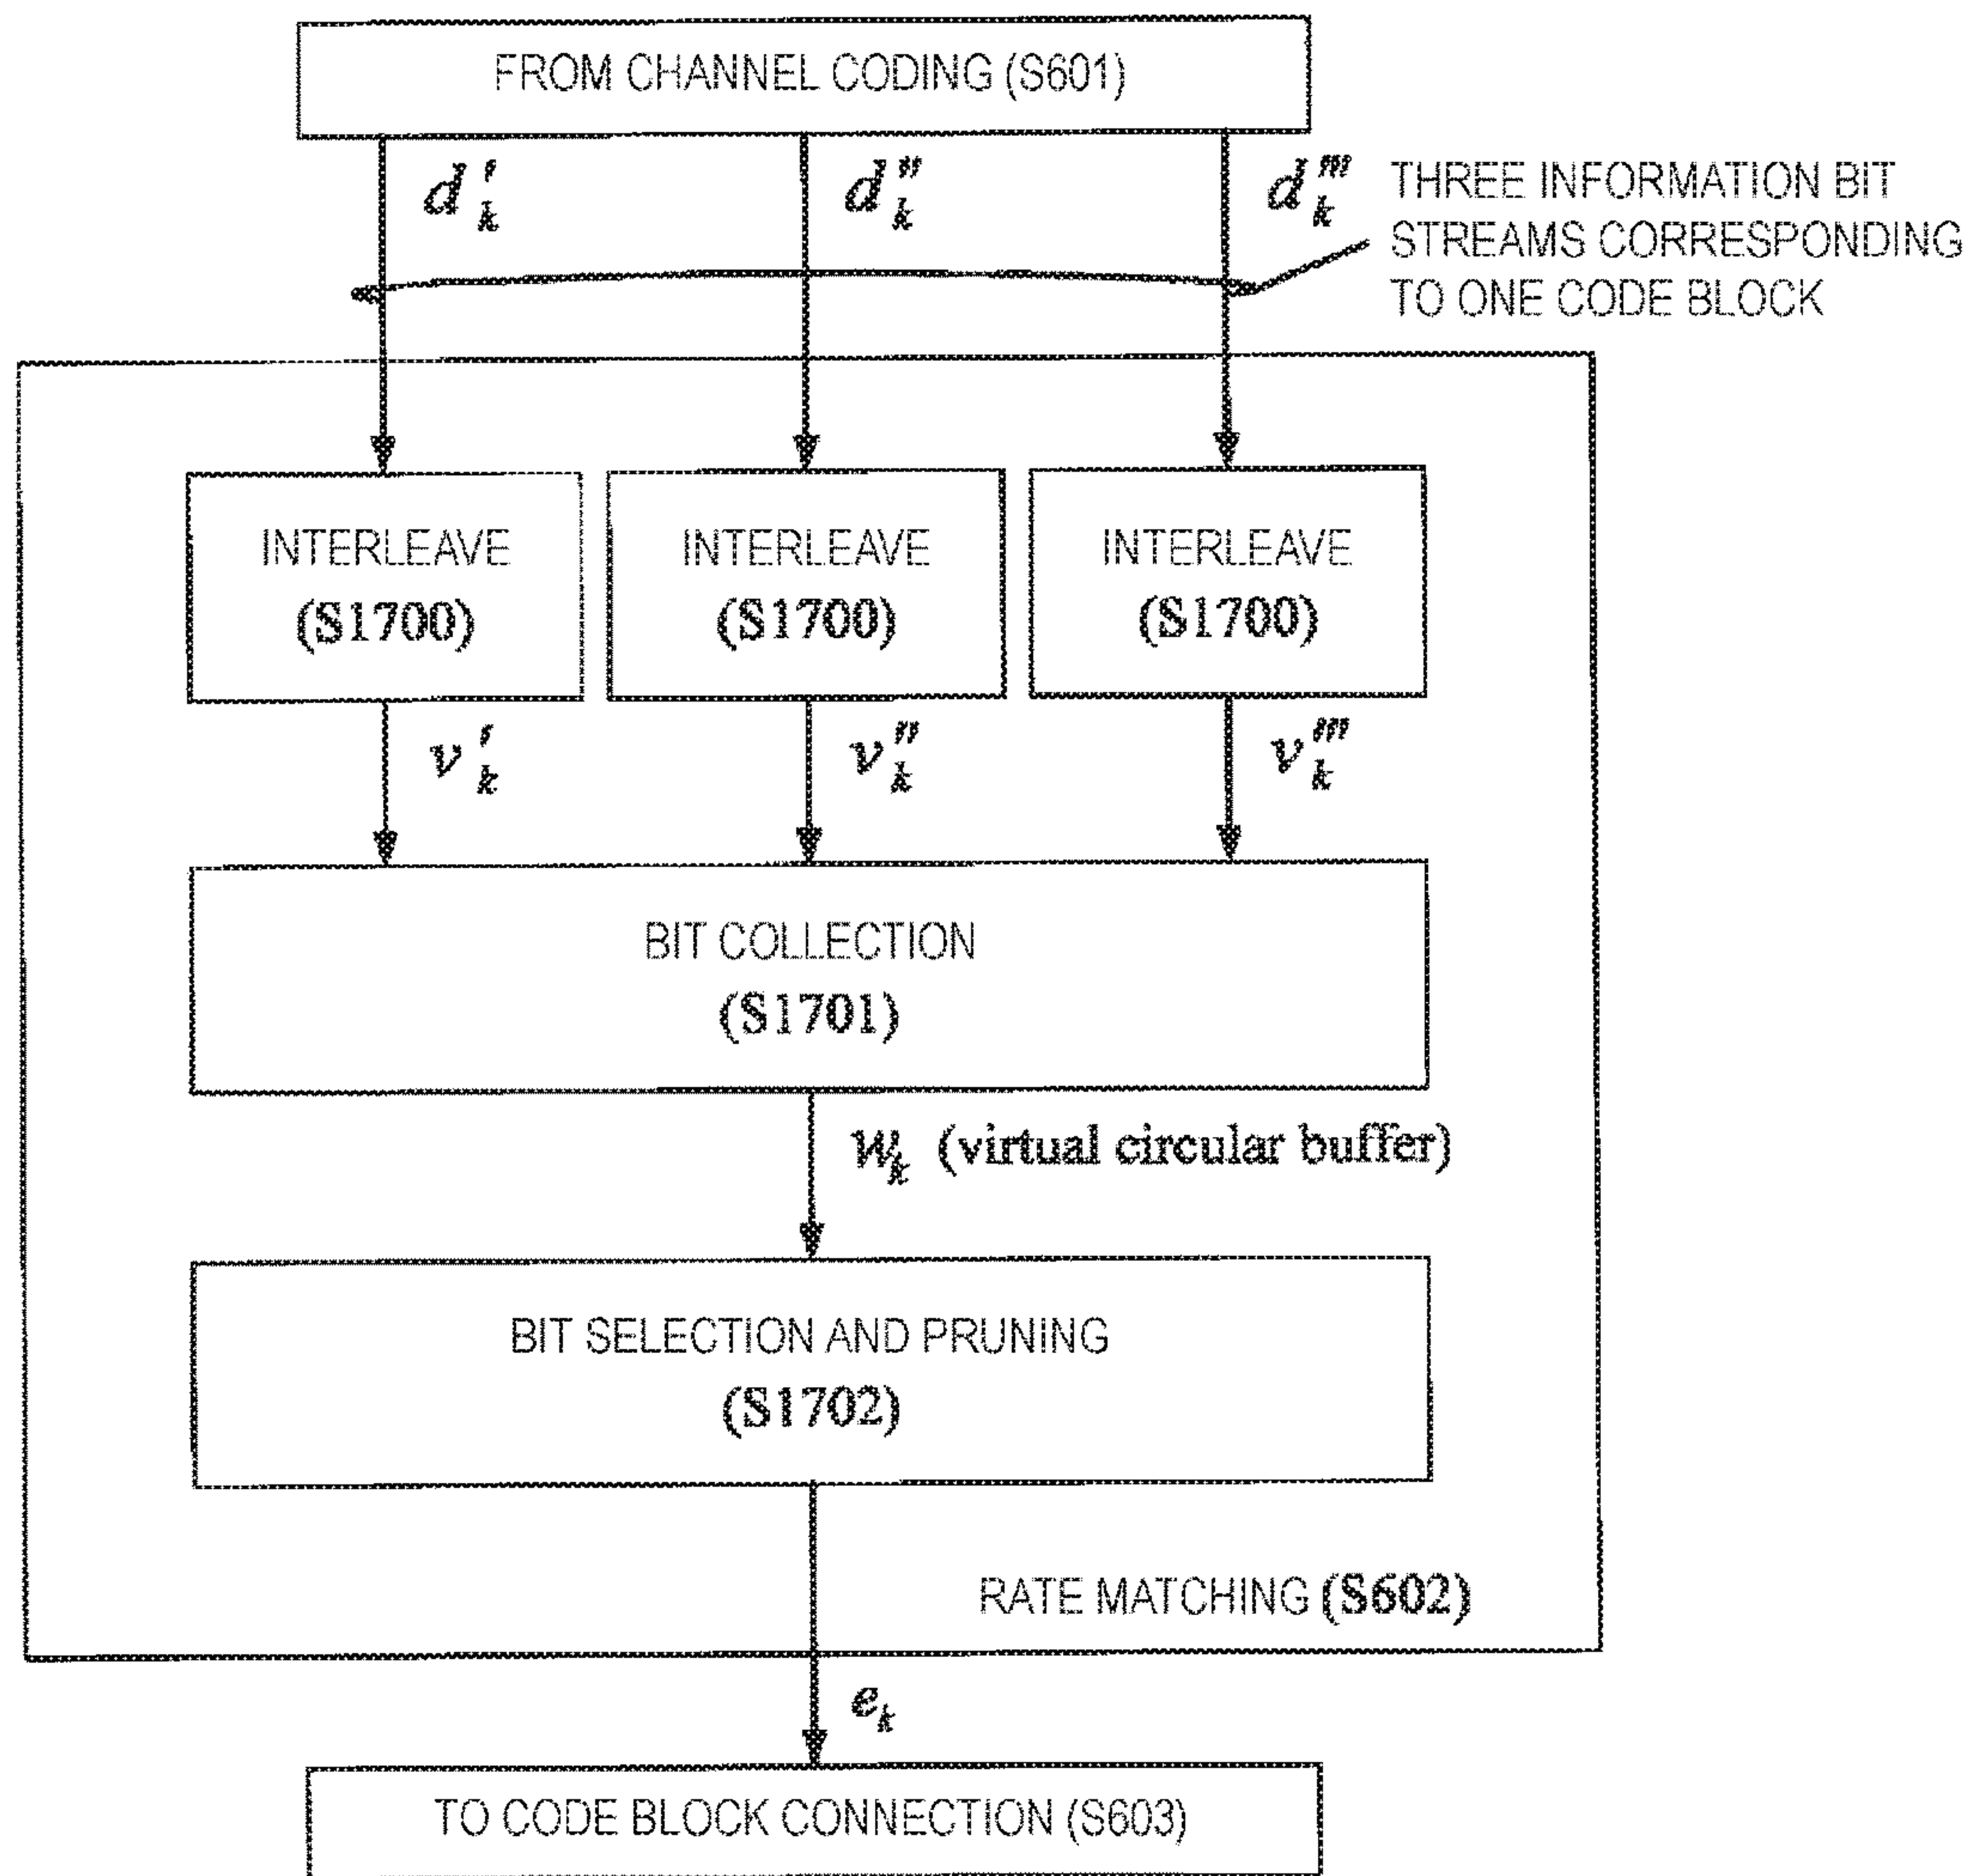 FROM CHANNEL CODING (S601)
d'k d''k d'''k
THREE INFORMATION BIT
STREAMS CORRESPONDING
TO ONE CODE BLOCK
INTERLEAVE INTERLEAVE INTERLEAVE
(S1700) (S1700) (S1700)
v'k v''k v'''k
BIT COLLECTION
(S1701)
wk (virtual circular buffer)
BIT SELECTION AND PRUNING
(S1702)
RATE MATCHING (S602)
ek
TO CODE BLOCK CONNECTION (S603)